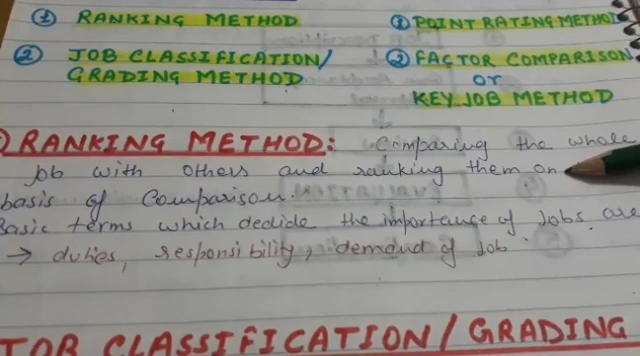 ① RANKING METHOD
② JOB CLASSIFICATION/
GRADING METHOD
① POINT RATING METHOD
② FACTOR COMPARISON
or
KEY JOB METHOD
) RANKING METHOD: Comparing the whole
job with others and ranking them on
basis of Comparison.
Basic terms which decide the importance of Jobs are
→ duties, responsibility, demand of Job.
CLASSIFICATION/GRADING